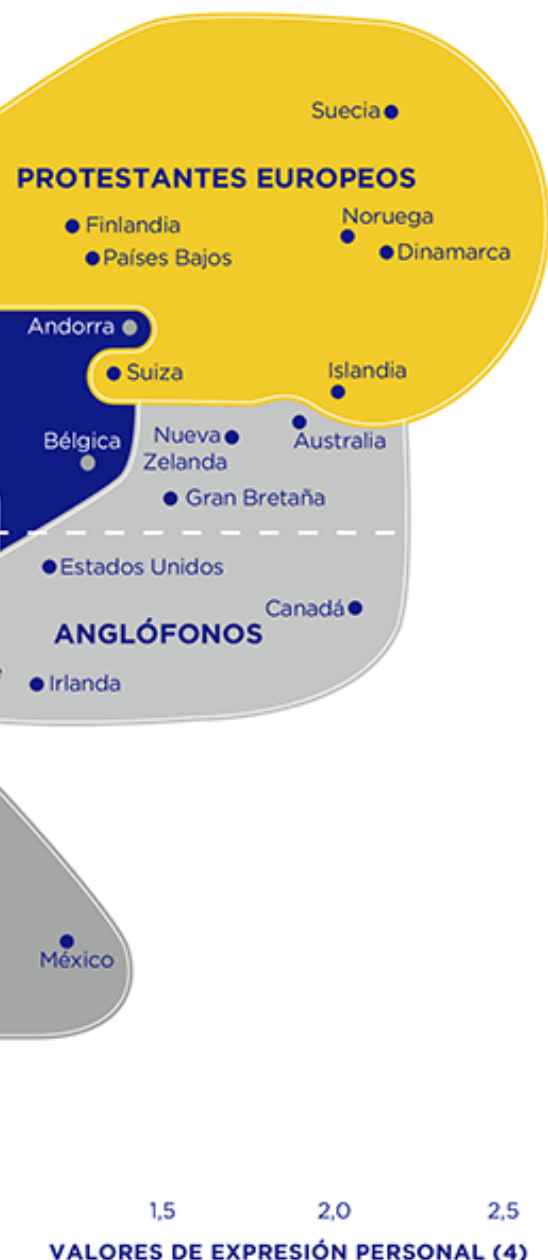 Suecia
PROTESTANTES EUROPEOS
Noruega
Finlandia
Dinamarca
Países Bajos
Andorra
Suiza
Islandia
Nueva
Zelanda
Australia
Bélgica
Gran Bretaña
Estados Unidos
Canadá
ANGLÓFONOS
Irlanda
México
1,5 2,0 2,5
VALORES DE EXPRESIÓN PERSONAL (4)